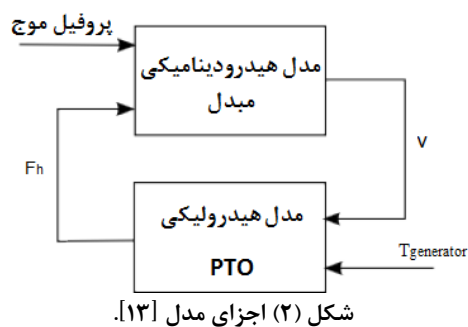 پروفیل موج
مدل هیدرودینامیکی
مبدل
Fh
v
مدل هیدرولیکی
PTO
Tgenerator
شکل (۲) اجزای مدل [۱۳].